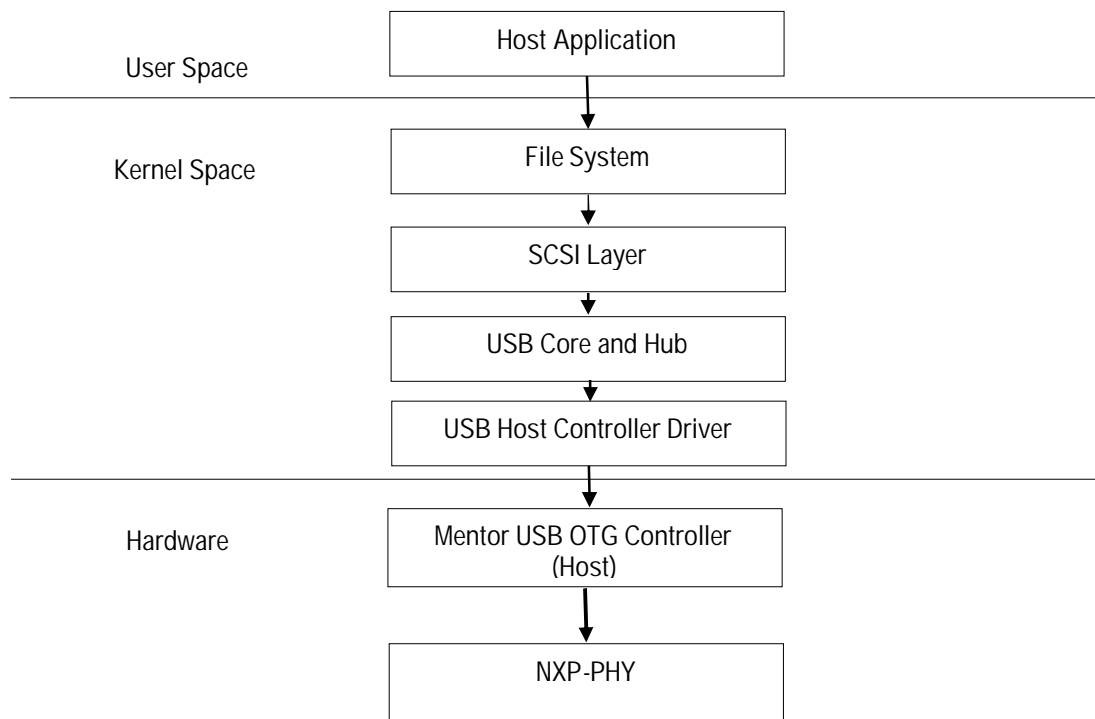 Host Application
User Space
File System
Kernel Space
SCSI Layer
USB Core and Hub
USB Host Controller Driver
Hardware
Mentor USB OTG Controller
(Host)
NXP-PHY